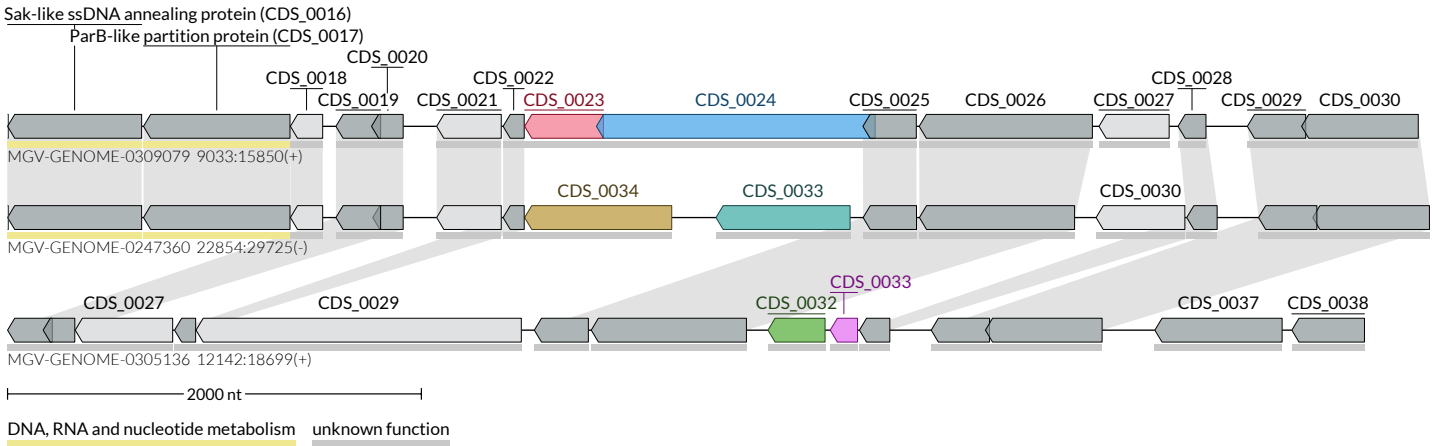 Sak-like ssDNA annealing protein (CDS_0016)
ParB-like partition protein (CDS_0017)
CDS_0020
CDS_0018
CDS_0022
CDS_0028
CDS_0019
CDS_0021
CDS_0023
CDS_0024
CDS_0025
CDS_0026
CDS_0027
CDS_0029
CDS_0030
MGV-GENOME-0309079 9033:15850(+)
CDS_0034
CDS_0033
CDS_0030
MGV-GENOME-0247360 22854:29725(-)
CDS_0033
CDS_0027
CDS_0029
CDS_0032
CDS_0037
CDS_0038
MGV-GENOME-0305136 12142:18699(+)
2000 nt
DNA, RNA and nucleotide metabolism unknown function